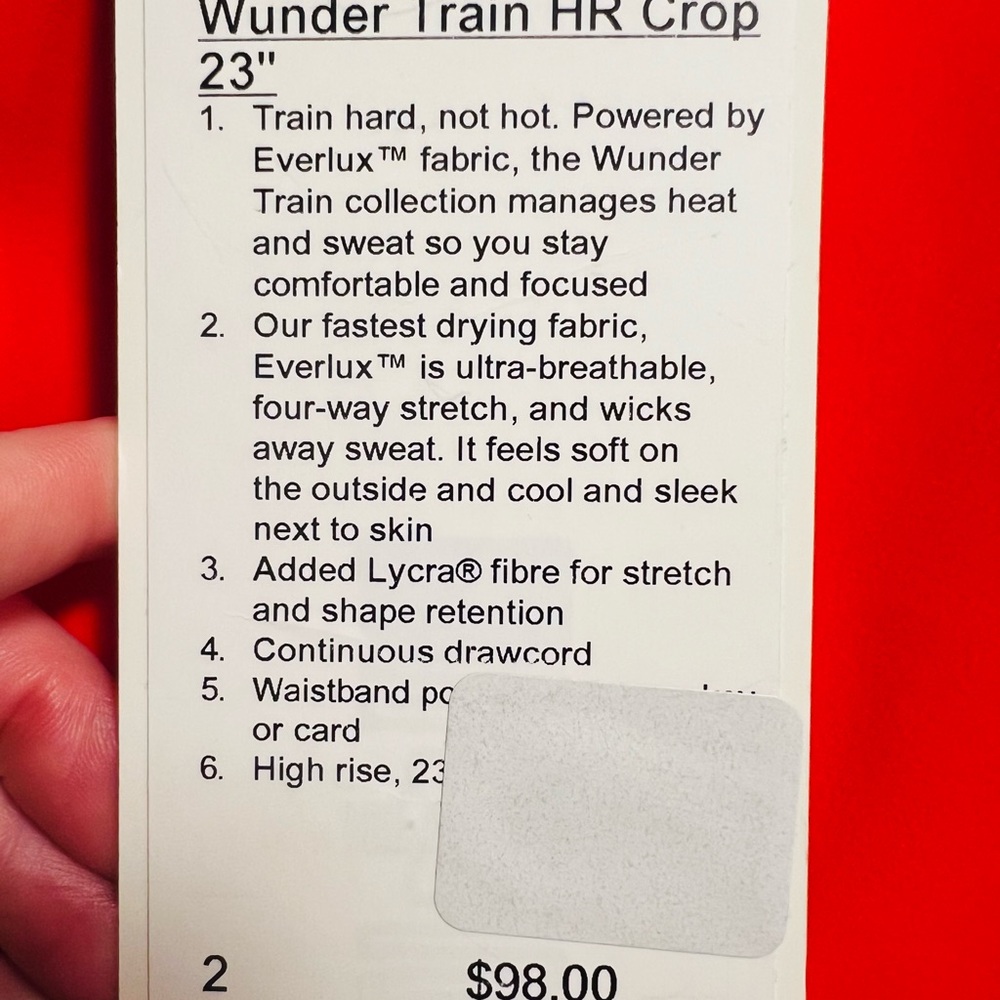 Wunder Train HR Crop
23"
1. Train hard, not hot. Powered by
Everlux™ fabric, the Wunder
Train collection manages heat
and sweat so you stay
comfortable and focused
2. Our fastest drying fabric,
Everlux™ is ultra-breathable,
four-way stretch, and wicks
away sweat. It feels soft on
the outside and cool and sleek
next to skin
3. Added Lycra® fibre for stretch
and shape retention
4. Continuous drawcord
5. Waistband
or card
6. High rise, 23
2 $98.00